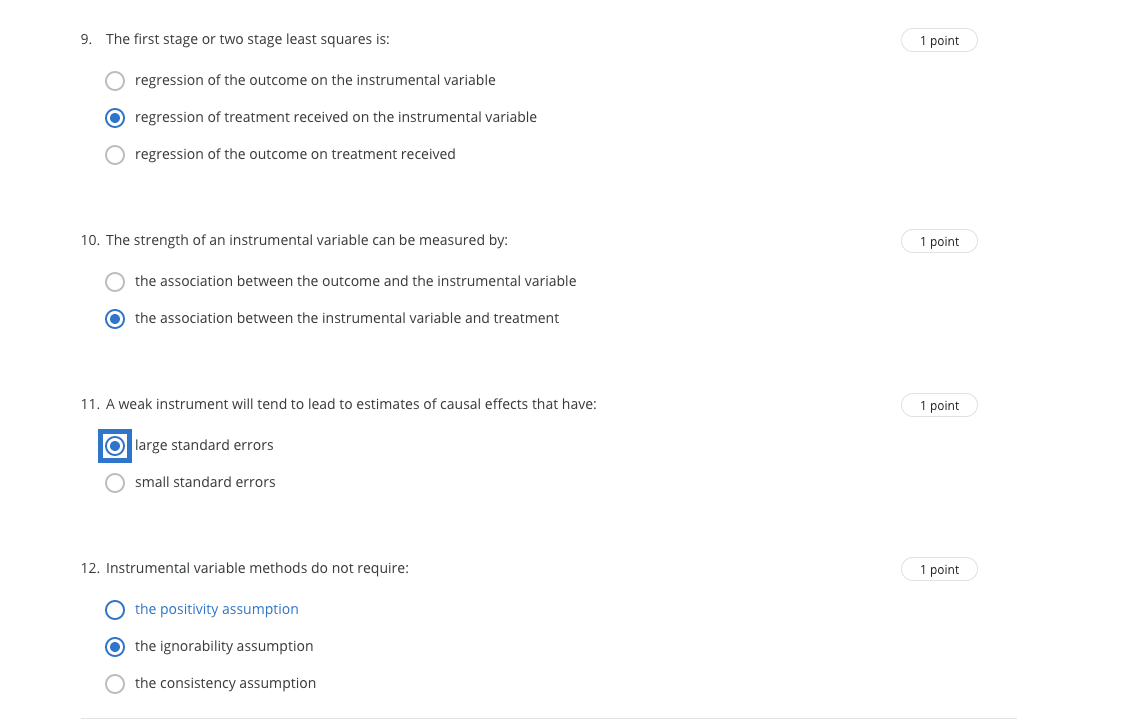 9. The first stage or two stage least squares is:
1 point
regression of the outcome on the instrumental variable
regression of treatment received on the instrumental variable
regression of the outcome on treatment received
10. The strength of an instrumental variable can be measured by:
1 point
the association between the outcome and the instrumental variable
the association between the instrumental variable and treatment
11. A weak instrument will tend to lead to estimates of causal effects that have:
1 point
large standard errors
small standard errors
12. Instrumental variable methods do not require:
1 point
the positivity assumption
the ignorability assumption
the consistency assumption